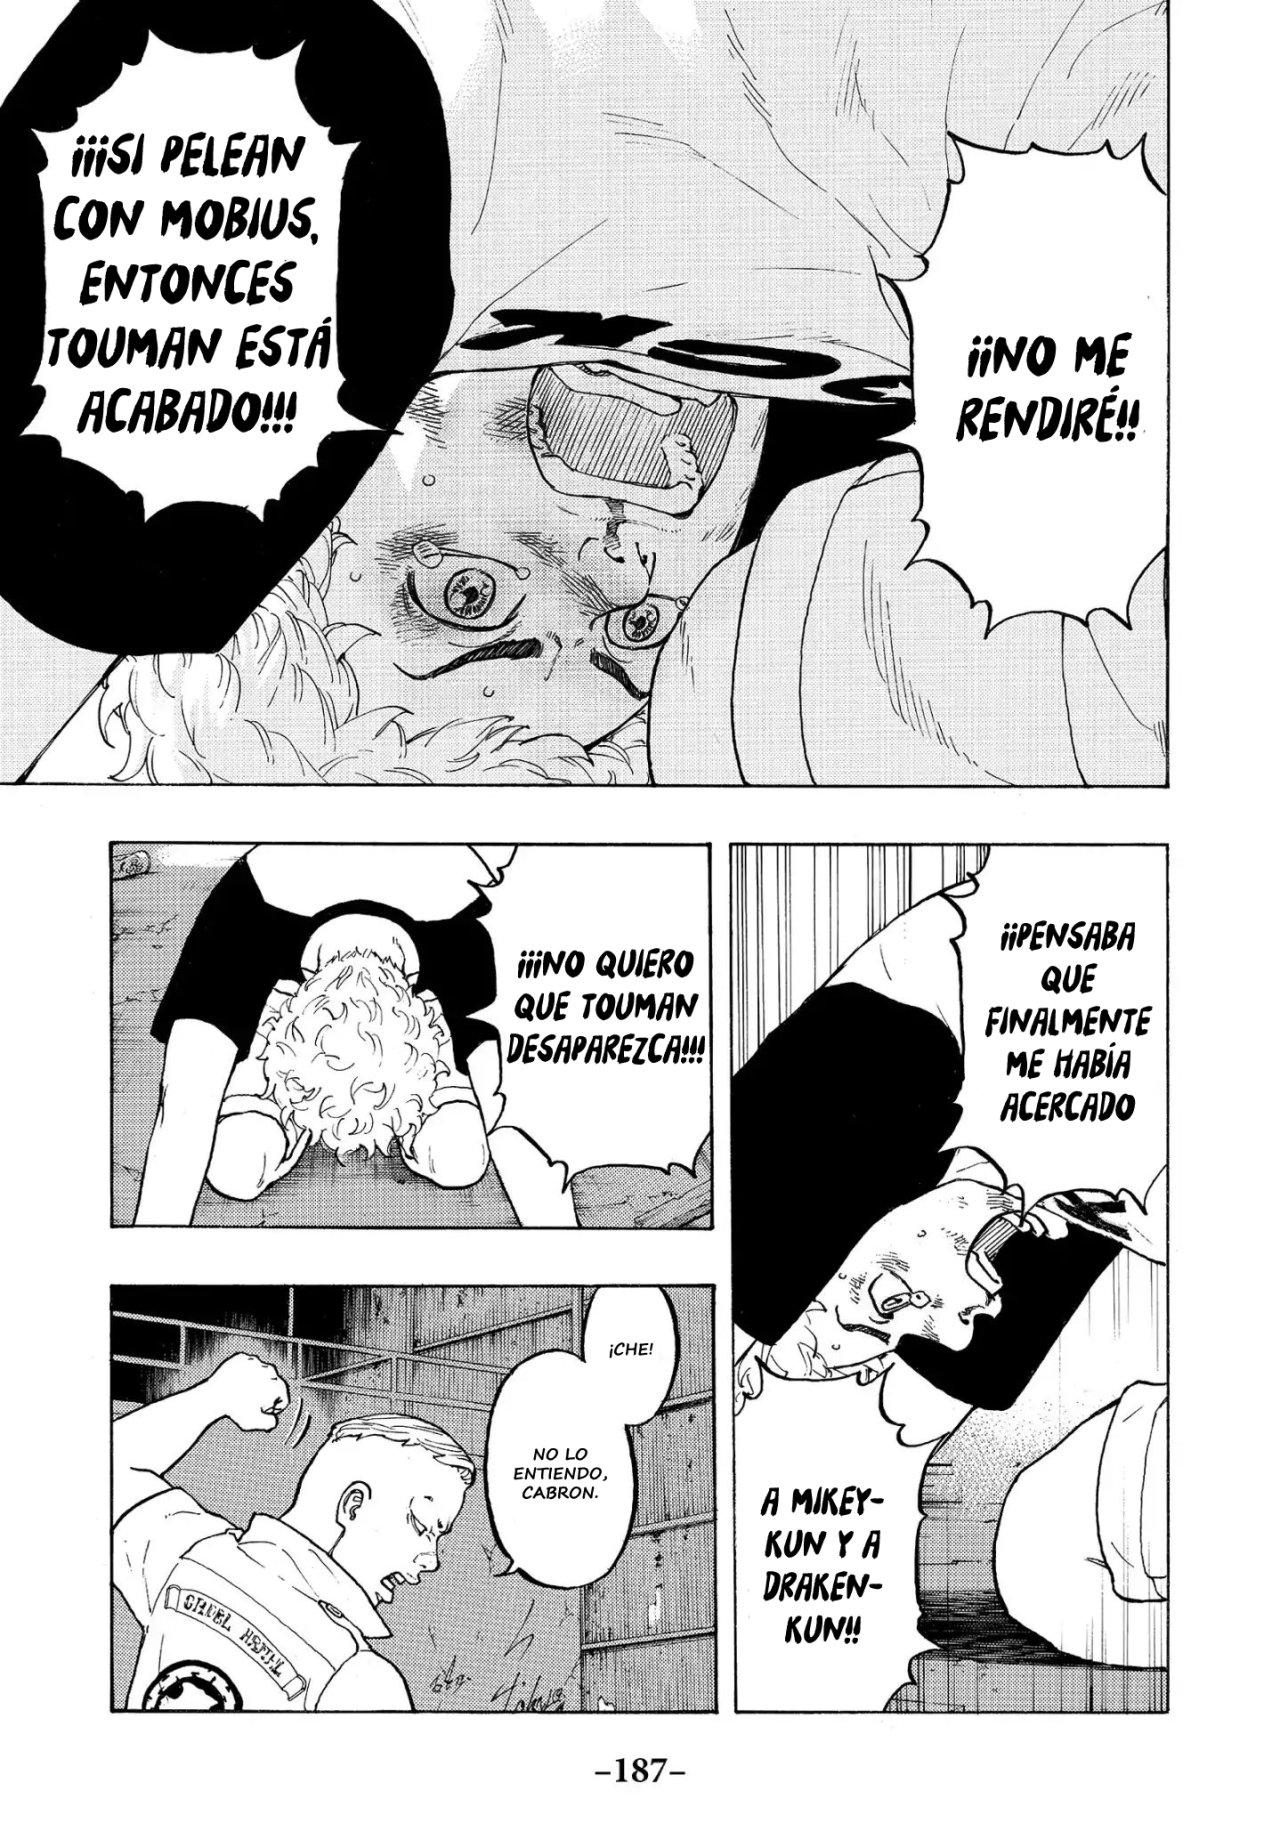 ¡¡NO ME
RENDIRÉ!!
¡¡¡SI PELEAN
CON MOBIUS,
ENTONCES
TOUMAN ESTÁ
ACABADO!!!
¡¡PENSABA
QUE
FINALMENTE
ME HABÍA
ACERCADO
A MIKEY-
KUN Y A
DRAKEN-
KUN!!
¡¡¡NO QUIERO
QUE TOUMAN
DESAPAREZCA!!!
¡CHE!
NO LO
ENTIENDO,
CABRON.
-187-